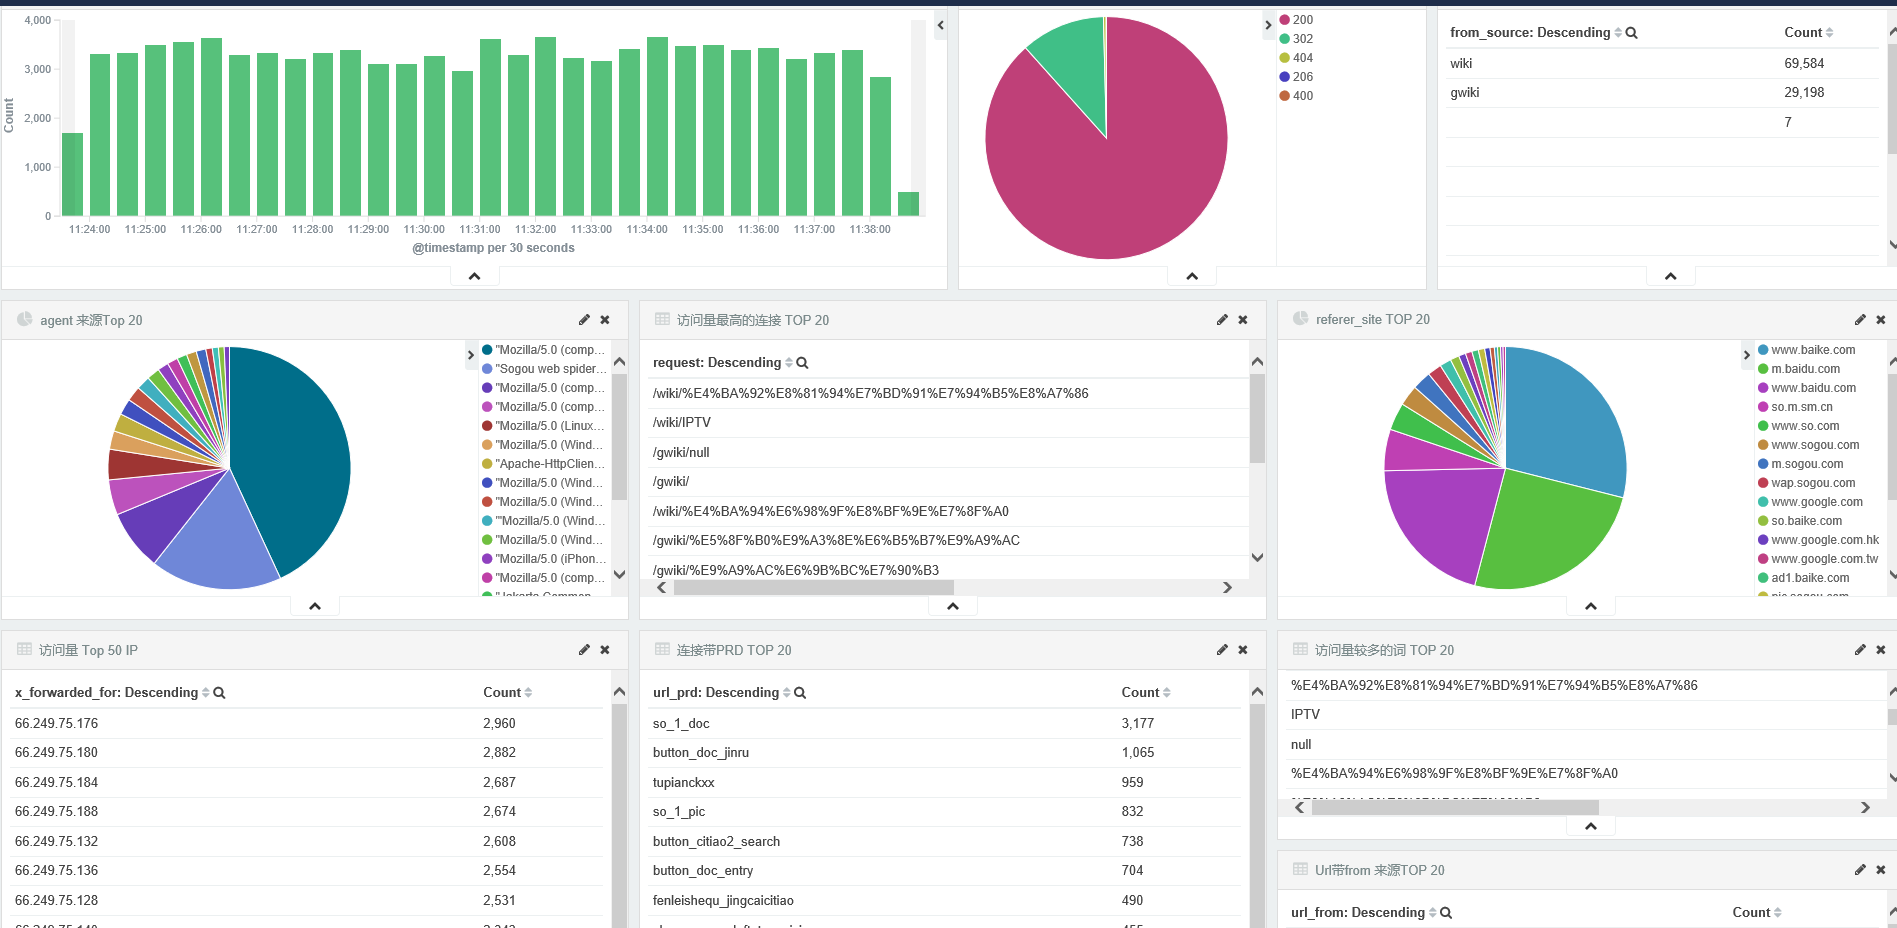 4,000
3,000
2,000
1,000
0
Count
11:24:00 11:25:00 11:26:00 11:27:00 11:28:00 11:29:00 11:30:00 11:31:00 11:32:00 11:33:00 11:34:00 11:35:00 11:36:00 11:37:00 11:38:00
@timestamp per 30 seconds
200
302
404
206
400
from_source: Descending Count
wiki 69,584
gwiki 29,198
7
agent 来源Top 20
"Mozilla/5.0 (comp...
"Sogou web spider...
"Mozilla/5.0 (comp...
"Mozilla/5.0 (comp...
"Mozilla/5.0 (Linux...
"Mozilla/5.0 (Wind...
"Apache-HttpClien...
"Mozilla/5.0 (Wind...
"Mozilla/5.0 (Wind...
"'Mozilla/5.0 (Wind...
"Mozilla/5.0 (Wind...
"Mozilla/5.0 (iPhon...
"Mozilla/5.0 (comp...
"Jakarta Common...
访问量最高的连接 TOP 20
request: Descending
/wiki/%E4%BA%92%E8%81%94%E7%BD%91%E7%94%B5%E8%A7%86
/wiki/IPTV
/gwiki/null
/gwiki/
/wiki/%E4%BA%94%E6%98%9F%E8%BF%9E%E7%8F%A0
/gwiki/%E5%8F%B0%E9%A3%8E%E6%B5%B7%E9%A9%AC
/gwiki/%E9%A9%AC%E6%9B%BC%E7%90%B3
referer_site TOP 20
www.baike.com
m.baidu.com
www.baidu.com
so.m.sm.cn
www.so.com
www.sogou.com
m.sogou.com
wap.sogou.com
www.google.com
so.baike.com
www.google.com.hk
www.google.com.tw
ad1.baike.com
pic.sogou.com
访问量 Top 50 IP
x_forwarded_for: Descending Count
66.249.75.176 2,960
66.249.75.180 2,882
66.249.75.184 2,687
66.249.75.188 2,674
66.249.75.132 2,608
66.249.75.136 2,554
66.249.75.128 2,531
连接带PRD TOP 20
url_prd: Descending Count
so_1_doc 3,177
button_doc_jinru 1,065
tupianckxx 959
so_1_pic 832
button_citiao2_search 738
button_doc_entry 704
fenleishequ_jingcaicitiao 490
访问量较多的词 TOP 20
%E4%BA%92%E8%81%94%E7%BD%91%E7%94%B5%E8%A7%86
IPTV
null
%E4%BA%94%E6%98%9F%E8%BF%9E%E7%8F%A0
Url带from 来源TOP 20
url_from: Descending Count